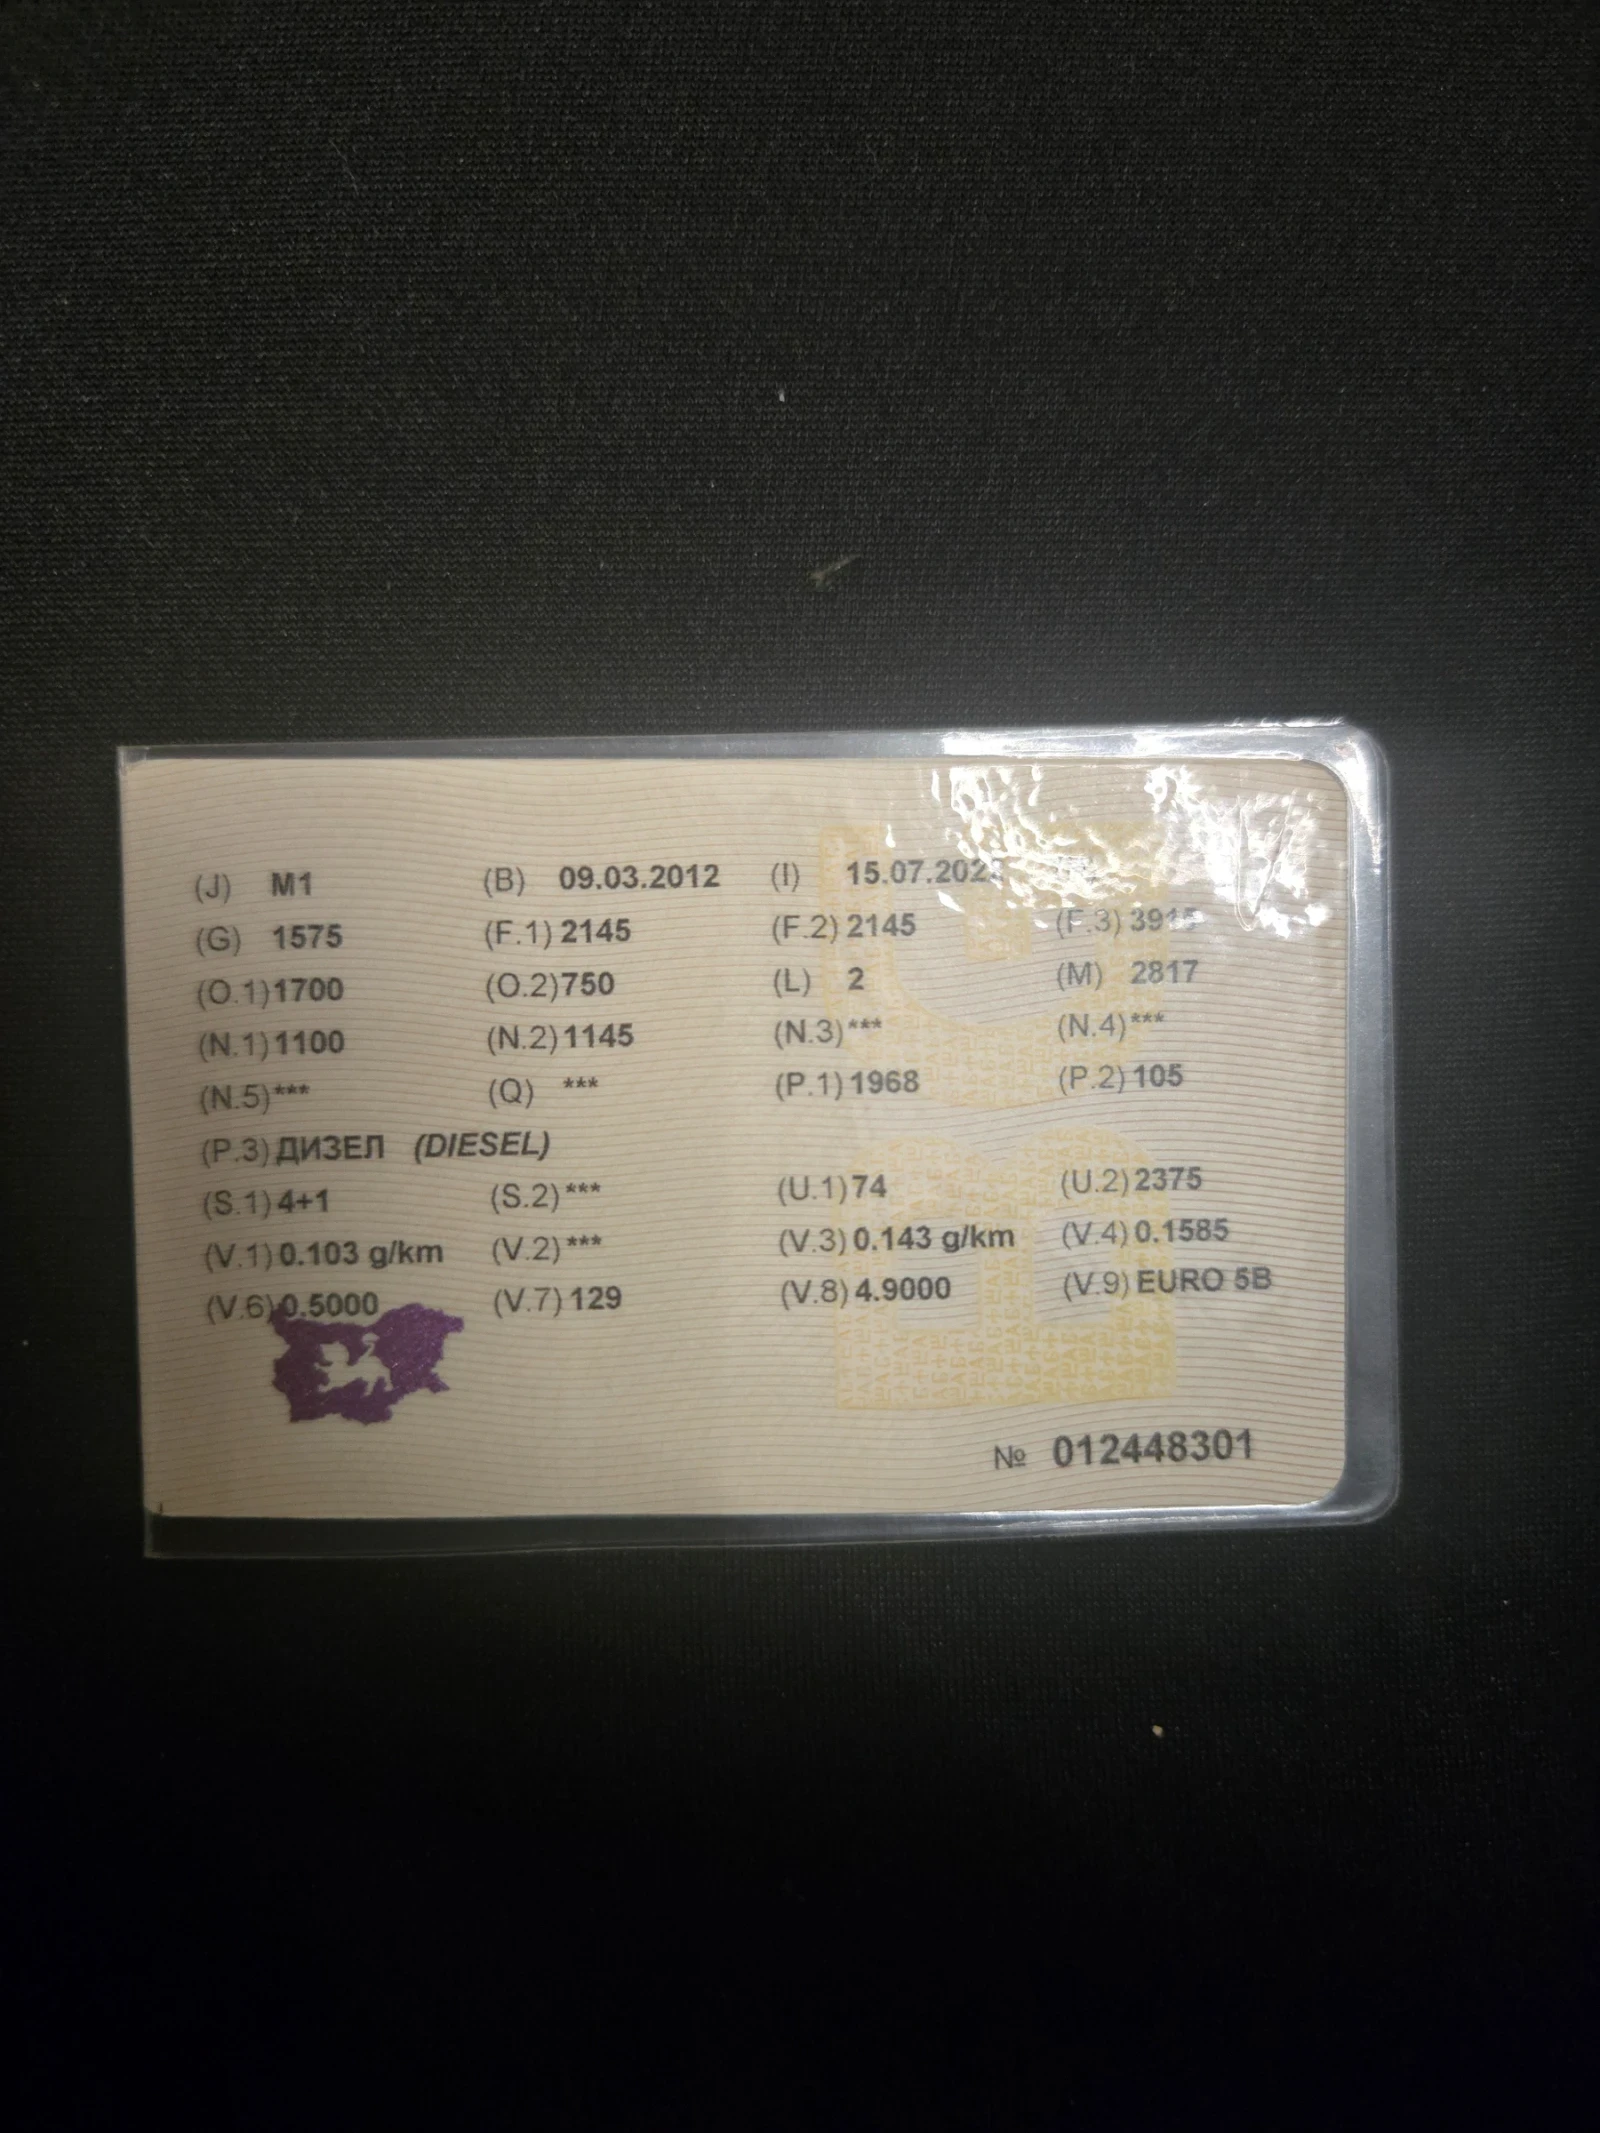 (J) M1 (B) 09.03.2012 (I) 15.07.202
(G) 1575 (F.1) 2145 (F.2) 2145 (F.3) 3915
(O.1) 1700 (O.2) 750 (L) 2 (M) 2817
(N.1) 1100 (N.2) 1145 (N.3) *** (N.4) ***
(N.5) *** (Q) *** (P.1) 1968 (P.2) 105
(P.3) ДИЗЕЛ (DIESEL)
(S.1) 4+1 (S.2) *** (U.1) 74 (U.2) 2375
(V.1) 0.103 g/km (V.2) *** (V.3) 0.143 g/km (V.4) 0.1585
(V.6) 0.5000 (V.7) 129 (V.8) 4.9000 (V.9) EURO 5B
№ 012448301